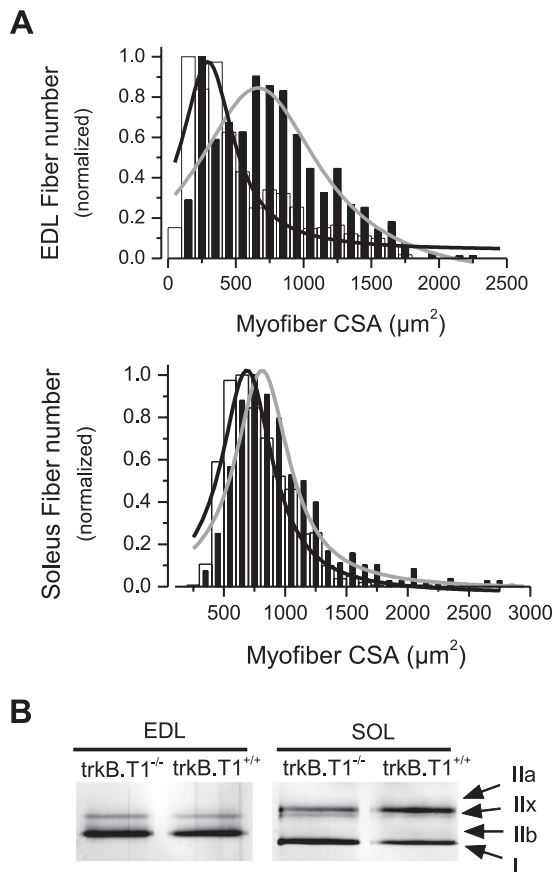 A
EDL Fiber number
(normalized)
1.0
0.8
0.6
0.4
0.2
0.0
0 500 1000 1500 2000 2500
Myofiber CSA (µm²)
Soleus Fiber number
(normalized)
1.0
0.8
0.6
0.4
0.2
0.0
500 1000 1500 2000 2500 3000
Myofiber CSA (µm²)
B
EDL SOL
trkB.T1-/- trkB.T1+/+ trkB.T1-/- trkB.T1+/+
IIa
IIx
IIb
I